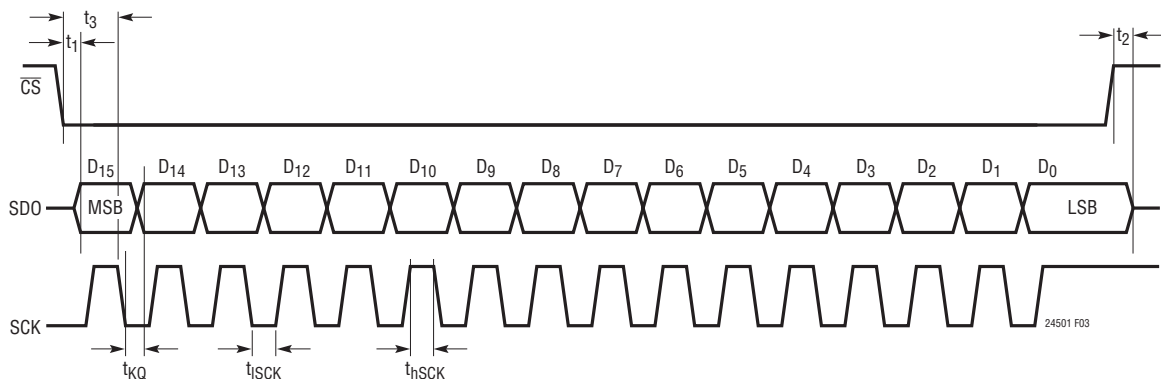 t3
t1
t2
CS
D15 D14 D13 D12 D11 D10 D9 D8 D7 D6 D5 D4 D3 D2 D1 D0
SDO MSB LSB
SCK
24501 F03
tKQ tlSCK thSCK